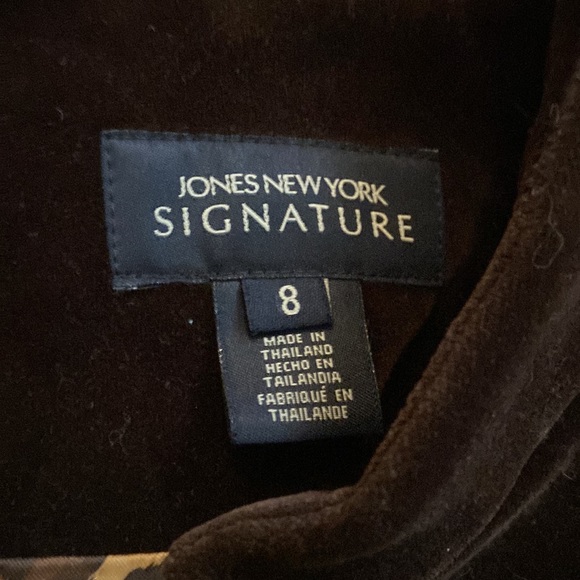 JONES NEW YORK
SIGNATURE
8
MADE IN
THAILAND
HECHO EN
TAILANDIA
FABRIQUÉ EN
THAILANDE